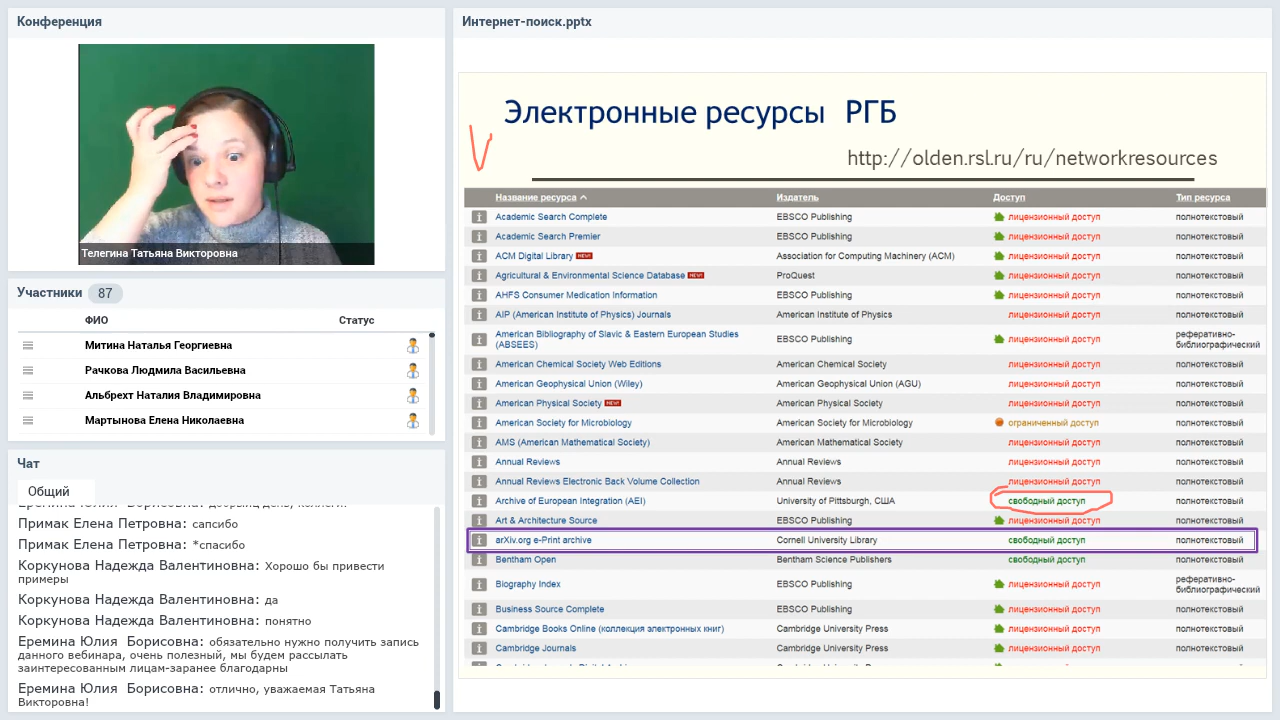 Конференция
Телегина Татьяна Викторовна
Участники 87
ФИО Статус
Митина Наталья Георгиевна
Рачкова Людмила Васильевна
Альбрехт Наталия Владимировна
Мартынова Елена Николаевна
Чат
Общий
Примак Елена Петровна: сапсибо
Примак Елена Петровна: *спасибо
Коркунова Надежда Валентиновна: Хорошо бы привести
примеры
Коркунова Надежда Валентиновна: да
Коркунова Надежда Валентиновна: понятно
Еремина Юлия Борисовна: обязательно нужно получить запись
данного вебинара, очень полезный, мы будем рассылать
заинтересованным лицам-заранее благодарны
Еремина Юлия Борисовна: отлично, уважаемая Татьяна
Викторовна!
Интернет-поиск.pptx
Электронные ресурсы РГБ
http://olden.rsl.ru/ru/networkresources
Название ресурса Издатель Доступ Тип ресурса
Academic Search Complete EBSCO Publishing лицензионный доступ полнотекстовый
Academic Search Premier EBSCO Publishing лицензионный доступ полнотекстовый
ACM Digital Library NEW! Association for Computing Machinery (ACM) лицензионный доступ полнотекстовый
Agricultural & Environmental Science Database NEW! ProQuest лицензионный доступ полнотекстовый
AHFS Consumer Medication Information EBSCO Publishing лицензионный доступ полнотекстовый
AIP (American Institute of Physics) Journals American Institute of Physics лицензионный доступ полнотекстовый
American Bibliography of Slavic & Eastern European Studies
(ABSEES) EBSCO Publishing лицензионный доступ реферативно-
библиографический
American Chemical Society Web Editions American Chemical Society лицензионный доступ полнотекстовый
American Geophysical Union (Wiley) American Geophysical Union (AGU) лицензионный доступ полнотекстовый
American Physical Society NEW! American Physical Society лицензионный доступ полнотекстовый
American Society for Microbiology American Society for Microbiology ограниченный доступ полнотекстовый
AMS (American Mathematical Society) American Mathematical Society лицензионный доступ полнотекстовый
Annual Reviews Annual Reviews лицензионный доступ полнотекстовый
Annual Reviews Electronic Back Volume Collection Annual Reviews лицензионный доступ полнотекстовый
Archive of European Integration (AEI) University of Pittsburgh, США свободный доступ полнотекстовый
Art & Architecture Source EBSCO Publishing лицензионный доступ полнотекстовый
arXiv.org e-Print archive Cornell University Library свободный доступ полнотекстовый
Bentham Open Bentham Science Publishers свободный доступ полнотекстовый
Biography Index EBSCO Publishing лицензионный доступ реферативно-
библиографический
Business Source Complete EBSCO Publishing лицензионный доступ полнотекстовый
Cambridge Books Online (коллекция электронных книг) Cambridge University Press лицензионный доступ полнотекстовый
Cambridge Journals Cambridge University Press лицензионный доступ полнотекстовый